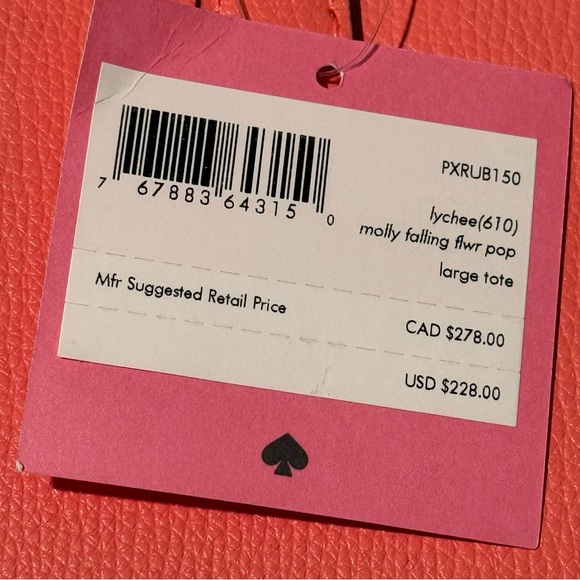 PXRUB150
7 67883 64315 0
lychee(610)
molly falling flwr pop
large tote
Mfr Suggested Retail Price
CAD $278.00
USD $228.00